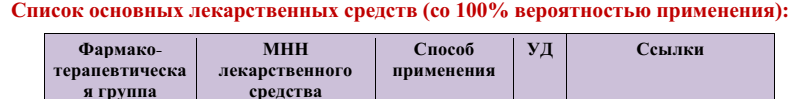 Список основных лекарственных средств (со 100% вероятностью применения):
Фармако- МНН Способ УД Ссылки
терапевтическа лекарственного применения
я группа средства